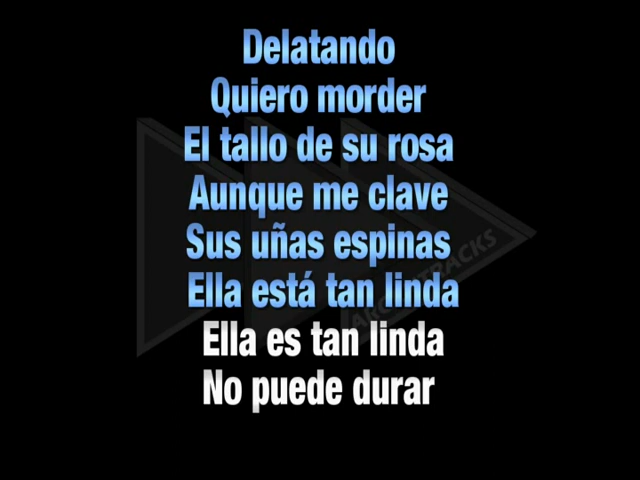 Delatando
Quiero morder
El tallo de su rosa
Aunque me clave
Sus uñas espinas
Ella está tan linda
Ella es tan linda
No puede durar